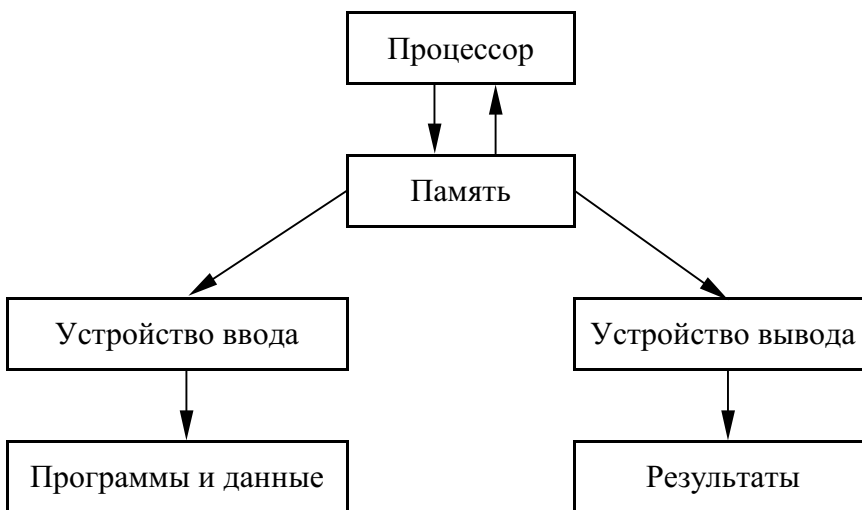 Процессор
Память
Устройство ввода
Устройство вывода
Программы и данные
Результаты